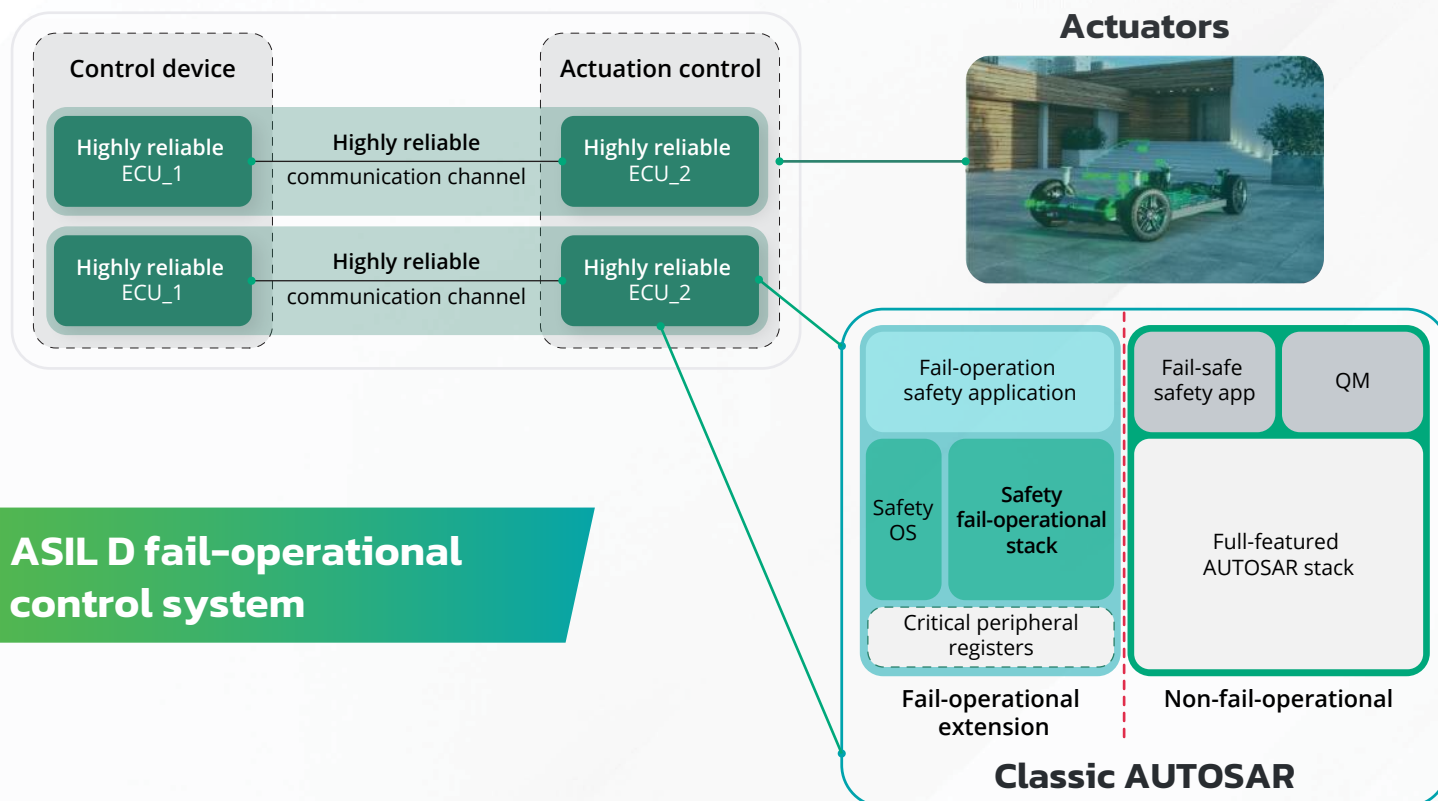 Control device
Actuation control
Highly reliable
ECU_1
Highly reliable
communication channel
Highly reliable
ECU_2
Highly reliable
ECU_1
Highly reliable
communication channel
Highly reliable
ECU_2
Actuators
ASIL D fail-operational
control system
Fail-operation
safety application
Fail-safe
safety app
QM
Safety
OS
Safety
fail-operational
stack
Full-featured
AUTOSAR stack
Critical peripheral
registers
Fail-operational
extension
Non-fail-operational
Classic AUTOSAR